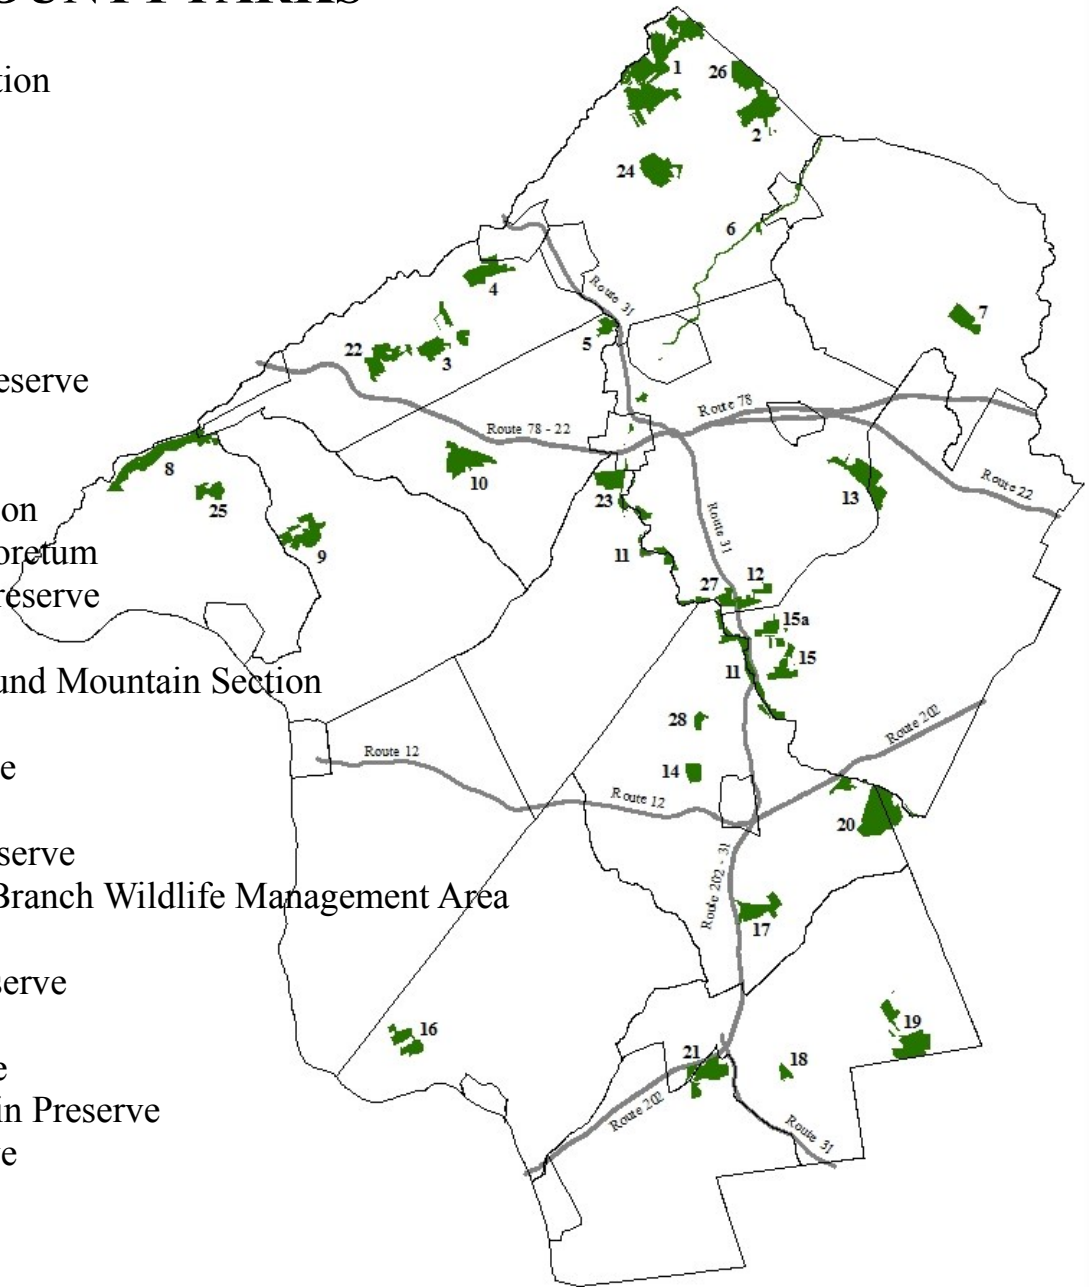 OUNTY PARKS
tion
eserve
on
oretum
reserve
und Mountain Section
e
serve
Branch Wildlife Management Area
serve
e
in Preserve
e
1
26
2
24
6
4
Route 31
7
5
22
3
Route 78
Route 78 - 22
8
10
Route 22
13
23
25
Route 31
9
11
12
27
15a
15
11
28
Route 202
Route 12
14
Route 12
20
Route 202 - 31
17
19
16
21
18
Route 202
Route 31